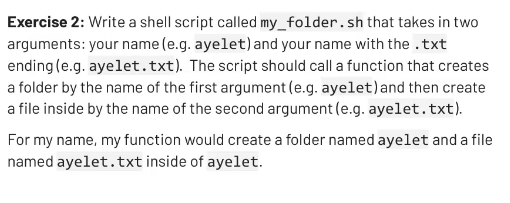 Exercise 2: Write a shell script called my_folder.sh that takes in two
arguments: your name (e.g. ayelet) and your name with the .txt
ending (e.g. ayelet.txt). The script should call a function that creates
a folder by the name of the first argument (e.g. ayelet) and then create
a file inside by the name of the second argument (e.g. ayelet.txt).
For my name, my function would create a folder named ayelet and a file
named ayelet.txt inside of ayelet.